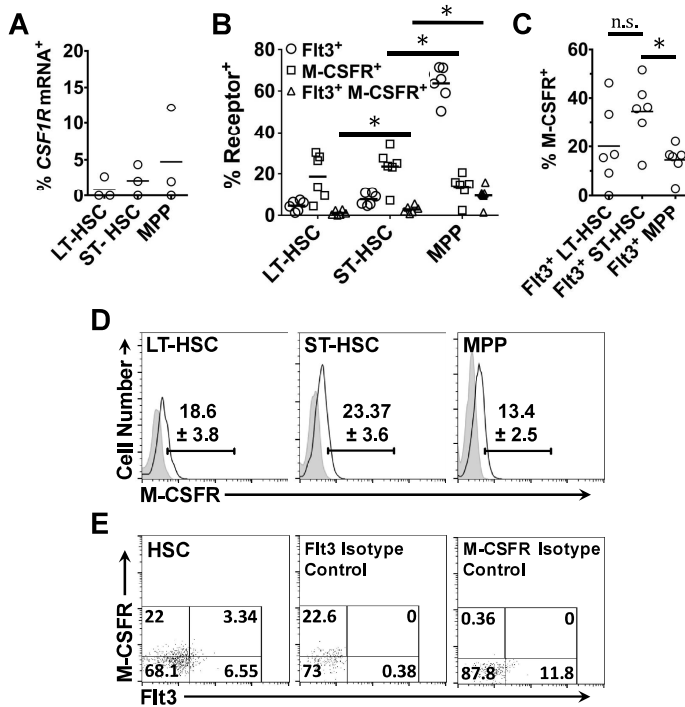 A
% CSF1R mRNA+
20
15
10
5
0
LT-HSC
ST- HSC
MPP
B
% Receptor+
Flt3+
M-CSFR+
Flt3+ M-CSFR+
*
*
*
80
60
40
20
0
LT-HSC
ST-HSC
MPP
C
% M-CSFR+
n.s.
*
60
40
20
0
Flt3+ LT-HSC
Flt3+ ST-HSC
Flt3+ MPP
D
Cell Number
LT-HSC
18.6
± 3.8
ST-HSC
23.37
± 3.6
MPP
13.4
± 2.5
M-CSFR
E
M-CSFR
HSC
22 3.34
68.1 6.55
Flt3 Isotype
Control
22.6 0
73 0.38
M-CSFR Isotype
Control
0.36 0
87.8 11.8
Flt3